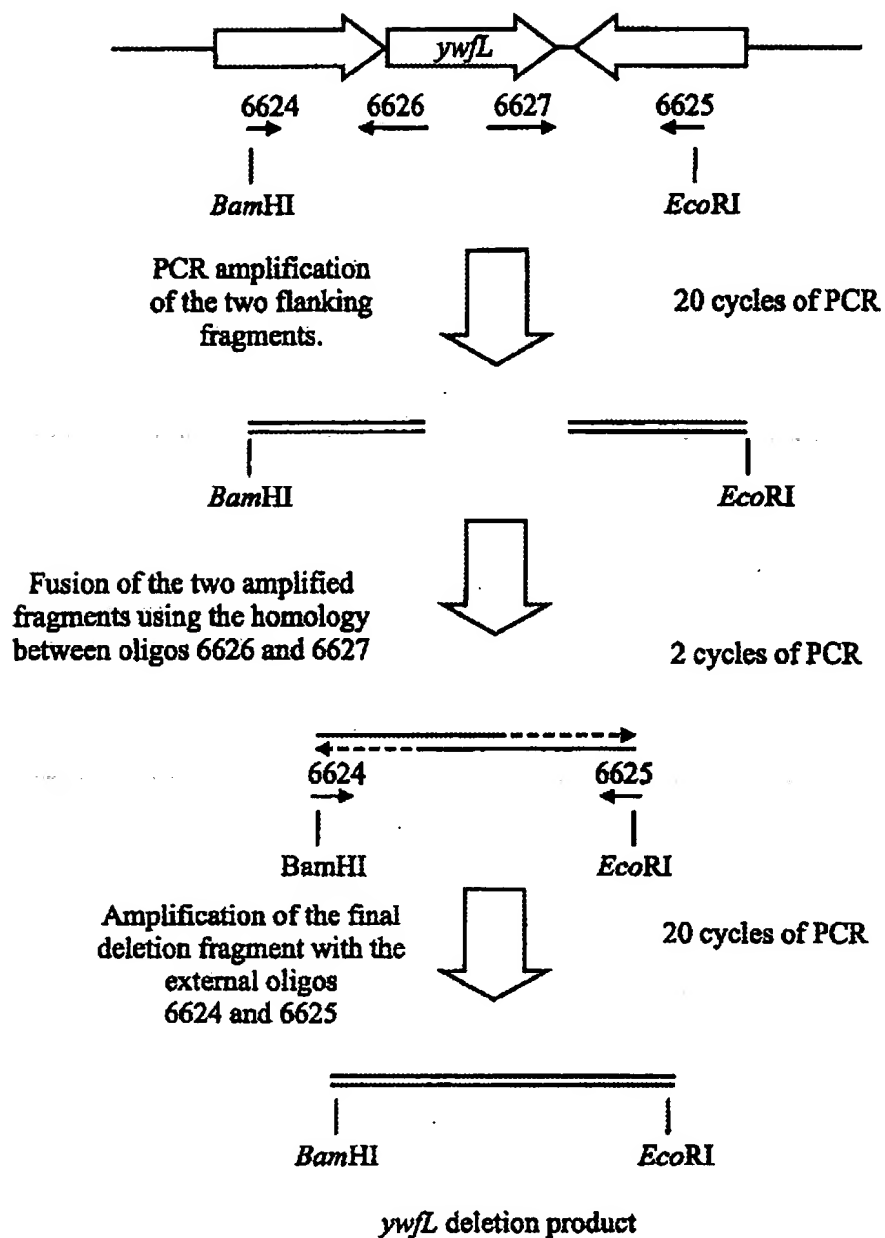 ywfL
6624 6626 6627 6625
BamHI EcoRI
PCR amplification
of the two flanking
fragments.
20 cycles of PCR
BamHI EcoRI
Fusion of the two amplified
fragments using the homology
between oligos 6626 and 6627
2 cycles of PCR
6624 6625
BamHI EcoRI
Amplification of the final
deletion fragment with the
external oligos
6624 and 6625
20 cycles of PCR
BamHI EcoRI
ywfL deletion product